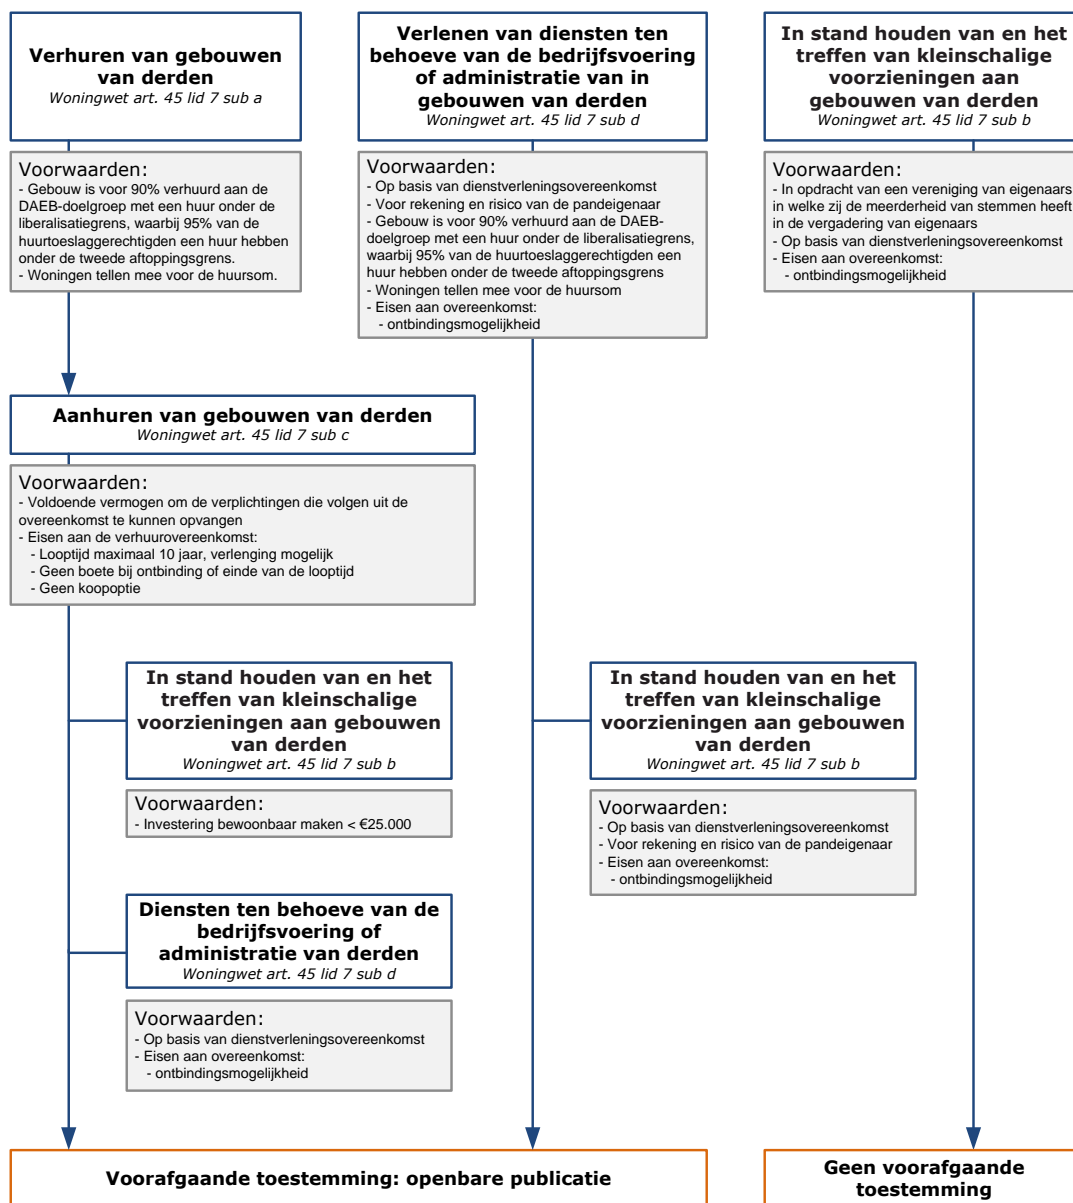 Verhuren van gebouwen
van derden
Woningwet art. 45 lid 7 sub a
Voorwaarden:
- Gebouw is voor 90% verhuurd aan de
DAEB-doelgroep met een huur onder de
liberalisatiegrens, waarbij 95% van de
huurtoeslaggerechtigden een huur hebben
onder de tweede aftoppingsgrens.
- Woningen tellen mee voor de huursom.
Aanhuren van gebouwen van derden
Woningwet art. 45 lid 7 sub c
Voorwaarden:
- Voldoende vermogen om de verplichtingen die volgen uit de
overeenkomst te kunnen opvangen
- Eisen aan de verhuurovereenkomst:
- Looptijd maximaal 10 jaar, verlenging mogelijk
- Geen boete bij ontbinding of einde van de looptijd
- Geen koopoptie
In stand houden van en het
treffen van kleinschalige
voorzieningen aan gebouwen
van derden
Woningwet art. 45 lid 7 sub b
Voorwaarden:
- Investering bewoonbaar maken < €25.000
Diensten ten behoeve van de
bedrijfsvoering of
administratie van derden
Woningwet art. 45 lid 7 sub d
Voorwaarden:
- Op basis van dienstverleningsovereenkomst
- Eisen aan overeenkomst:
- ontbindingsmogelijkheid
Verlenen van diensten ten
behoeve van de bedrijfsvoering
of administratie van in
gebouwen van derden
Woningwet art. 45 lid 7 sub d
Voorwaarden:
- Op basis van dienstverleningsovereenkomst
- Voor rekening en risico van de pandeigenaar
- Gebouw is voor 90% verhuurd aan de DAEB-
doelgroep met een huur onder de liberalisatiegrens,
waarbij 95% van de huurtoeslaggerechtigden een
huur hebben onder de tweede aftoppingsgrens
- Woningen tellen mee voor de huursom
- Eisen aan overeenkomst:
- ontbindingsmogelijkheid
In stand houden van en het
treffen van kleinschalige
voorzieningen aan gebouwen
van derden
Woningwet art. 45 lid 7 sub b
Voorwaarden:
- Op basis van dienstverleningsovereenkomst
- Voor rekening en risico van de pandeigenaar
- Eisen aan overeenkomst:
- ontbindingsmogelijkheid
Voorafgaande toestemming: openbare publicatie
In stand houden van en het
treffen van kleinschalige
voorzieningen aan
gebouwen van derden
Woningwet art. 45 lid 7 sub b
Voorwaarden:
- In opdracht van een vereniging van eigenaars
in welke zij de meerderheid van stemmen heeft
in de vergadering van eigenaars
- Op basis van dienstverleningsovereenkomst
- Eisen aan overeenkomst:
- ontbindingsmogelijkheid
Geen voorafgaande
toestemming